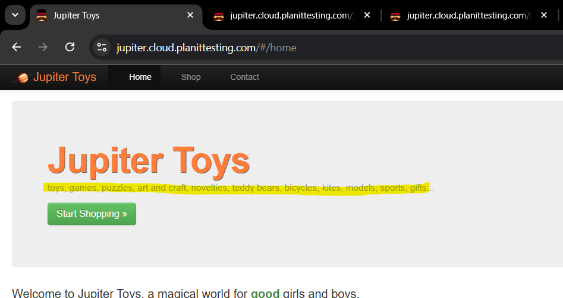 Jupiter Toys
jupiter.cloud.planittesting.com/
jupiter.cloud.planittesting.com/
jupiter.cloud.planittesting.com/#/home
Jupiter Toys Home Shop Contact
Jupiter Toys
toys, games, puzzles, art and craft, novelties, teddy bears, bicycles, kites, models, sports, gifts...
Start Shopping »
Welcome to Jupiter Toys, a magical world for good girls and boys.